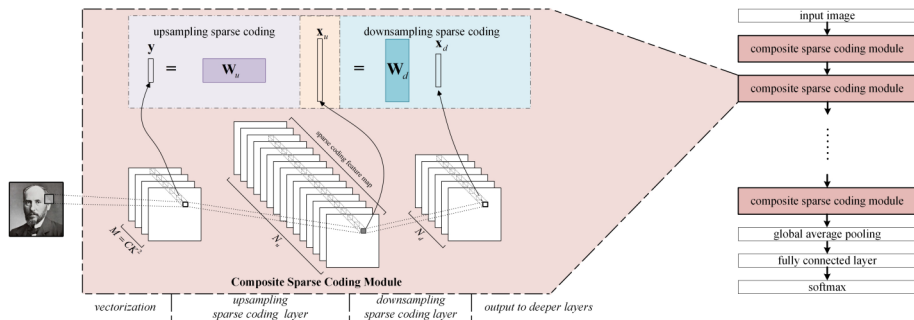 upsampling sparse coding
x_u
downsampling sparse coding
y
=
W_u
=
W_d
x_d
sparse coding feature map
M = CK²
N_u
N_d
Composite Sparse Coding Module
vectorization
upsampling
sparse coding layer
downsampling
sparse coding layer
output to deeper layers
input image
composite sparse coding module
composite sparse coding module
composite sparse coding module
global average pooling
fully connected layer
softmax